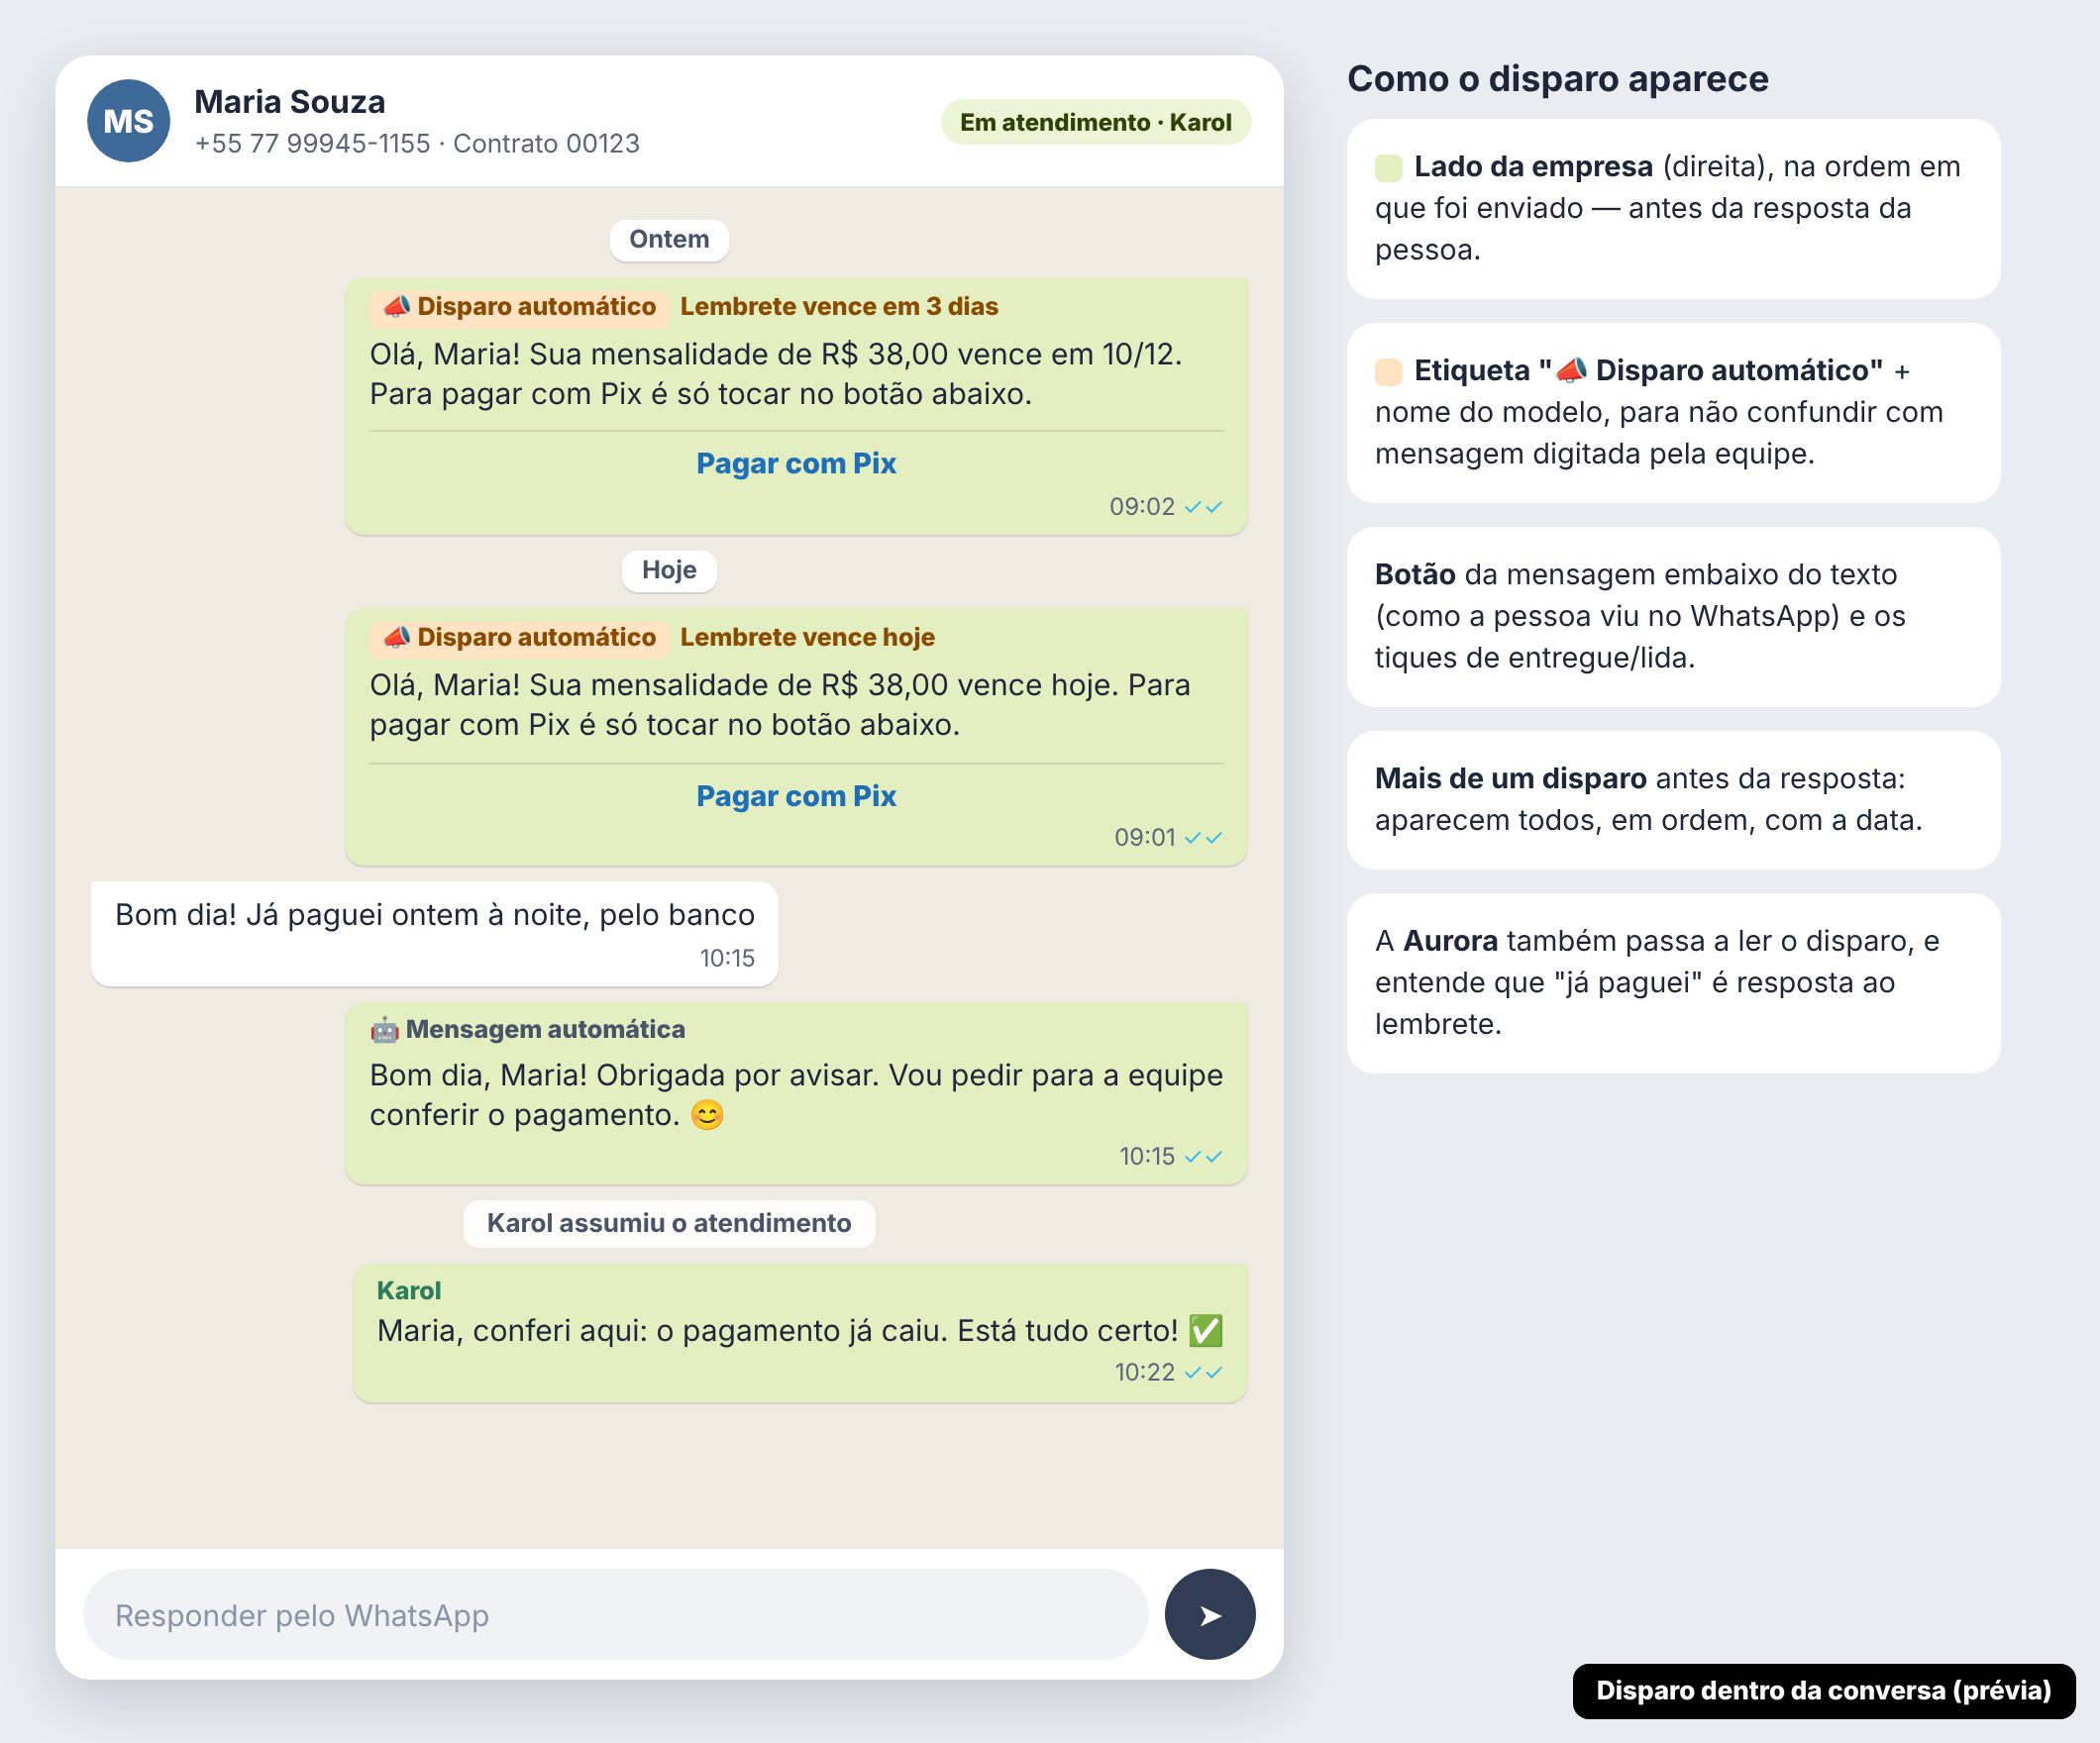 MS
Maria Souza
+55 77 99945-1155 · Contrato 00123
Em atendimento · Karol
Ontem
📣 Disparo automático Lembrete vence em 3 dias
Olá, Maria! Sua mensalidade de R$ 38,00 vence em 10/12.
Para pagar com Pix é só tocar no botão abaixo.
Pagar com Pix
09:02 ✓✓
Hoje
📣 Disparo automático Lembrete vence hoje
Olá, Maria! Sua mensalidade de R$ 38,00 vence hoje. Para
pagar com Pix é só tocar no botão abaixo.
Pagar com Pix
09:01 ✓✓
Bom dia! Já paguei ontem à noite, pelo banco
10:15
🤖 Mensagem automática
Bom dia, Maria! Obrigada por avisar. Vou pedir para a equipe
conferir o pagamento. 😊
10:15 ✓✓
Karol assumiu o atendimento
Karol
Maria, conferi aqui: o pagamento já caiu. Está tudo certo! ✅
10:22 ✓✓
Responder pelo WhatsApp
➤
Como o disparo aparece
Lado da empresa (direita), na ordem em
que foi enviado — antes da resposta da
pessoa.
Etiqueta "📣 Disparo automático" +
nome do modelo, para não confundir com
mensagem digitada pela equipe.
Botão da mensagem embaixo do texto
(como a pessoa viu no WhatsApp) e os
tiques de entregue/lida.
Mais de um disparo antes da resposta:
aparecem todos, em ordem, com a data.
A Aurora também passa a ler o disparo, e
entende que "já paguei" é resposta ao
lembrete.
Disparo dentro da conversa (prévia)